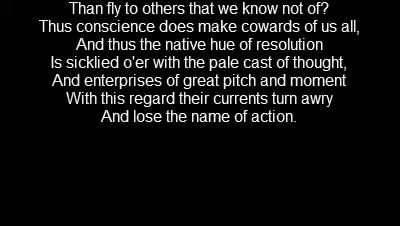 Than fly to others that we know not of?
Thus conscience does make cowards of us all,
And thus the native hue of resolution
Is sicklied o'er with the pale cast of thought,
And enterprises of great pitch and moment
With this regard their currents turn awry
And lose the name of action.